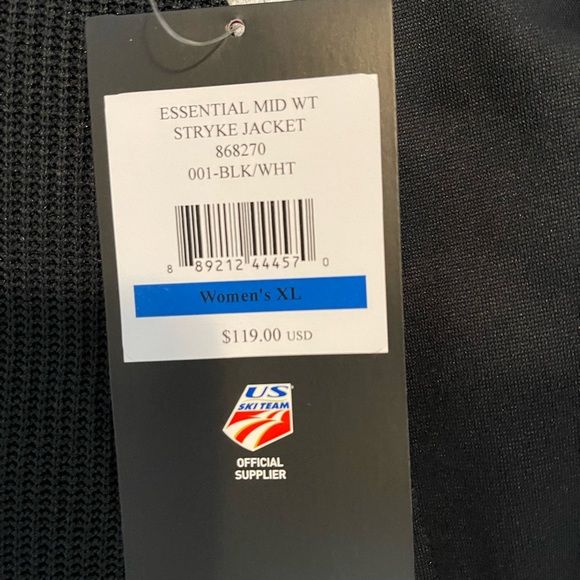 ESSENTIAL MID WT
STRYKE JACKET
868270
001-BLK/WHT
8 89212 44457 0
Women's XL
$119.00 USD
US
SKI TEAM
OFFICIAL
SUPPLIER